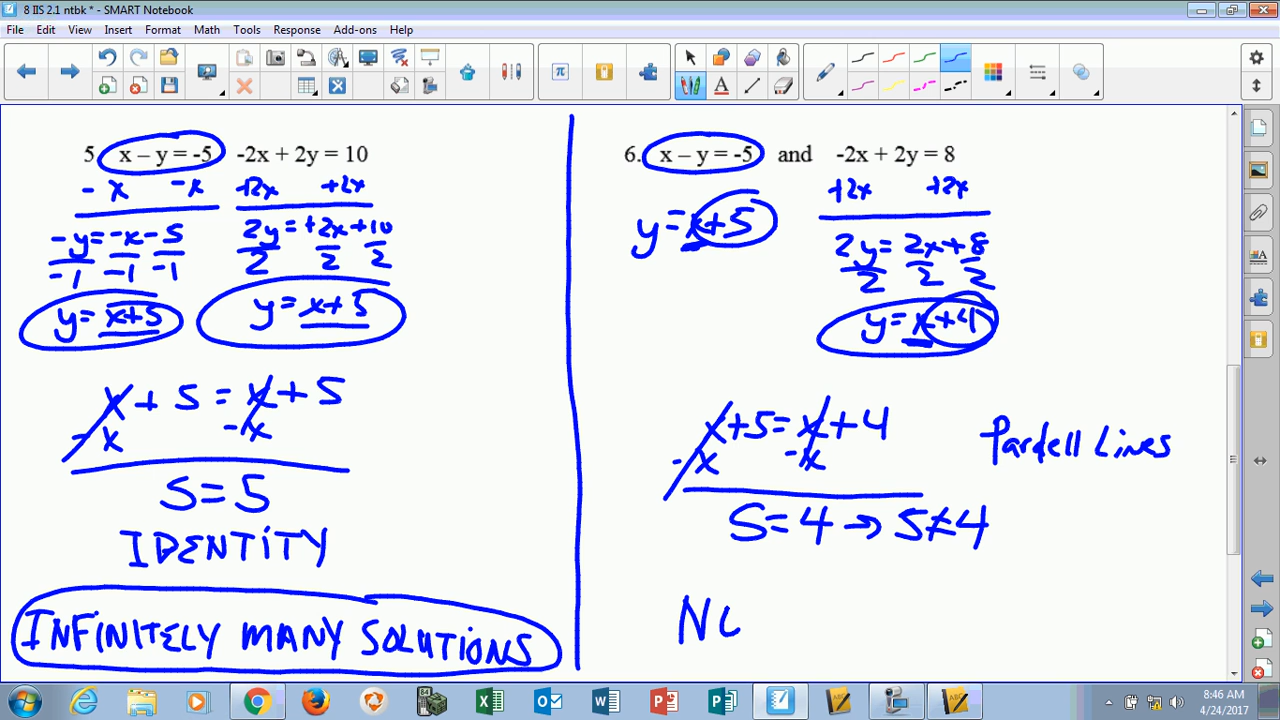 8 IIS 2.1 ntbk * - SMART Notebook
File Edit View Insert Format Math Tools Response Add-ons Help
5 x – y = -5 -2x + 2y = 10
- x -x +2x +2x
-y = -x - 5 2y = +2x + 10
-1 -1 -1 2 2 2
y = x+5 y = x+5
x + 5 = x + 5
- x - x
5 = 5
IDENTITY
INFINITELY MANY SOLUTIONS
6. x – y = -5 and -2x + 2y = 8
+2x +2x
y = x+5 2y = 2x + 8
2 2 2
y = x + 4
x + 5 = x + 4
- x - x
Parallel Lines
5 = 4 → 5 ≠ 4
NO
8:46 AM
4/24/2017